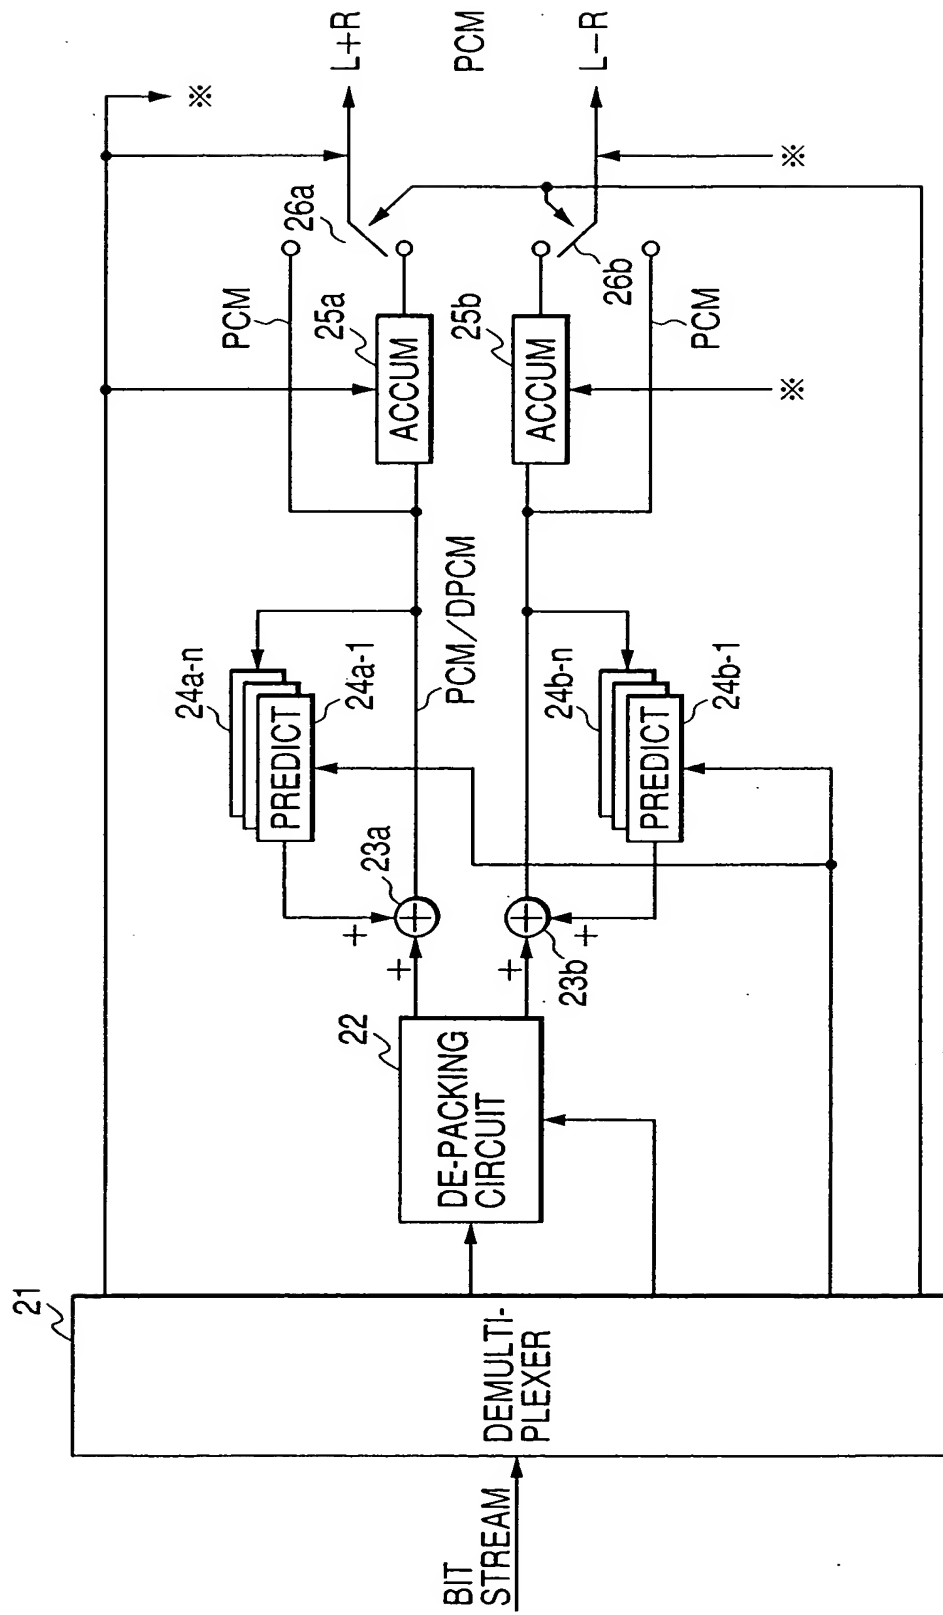 BIT
STREAM
21
DEMULTI-
PLEXER
22
DE-PACKING
CIRCUIT
+
+
23a
+
+
23b
24a-n
PREDICT
24a-1
24b-n
PREDICT
24b-1
PCM/DPCM
PCM
25a
ACCUM
25b
ACCUM
PCM
26a
26b
※
※
※
L+R
PCM
L−R